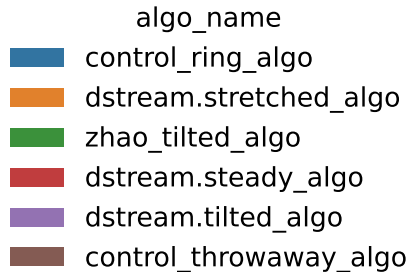 algo_name
control_ring_algo
dstream.stretched_algo
zhao_tilted_algo
dstream.steady_algo
dstream.tilted_algo
control_throwaway_algo